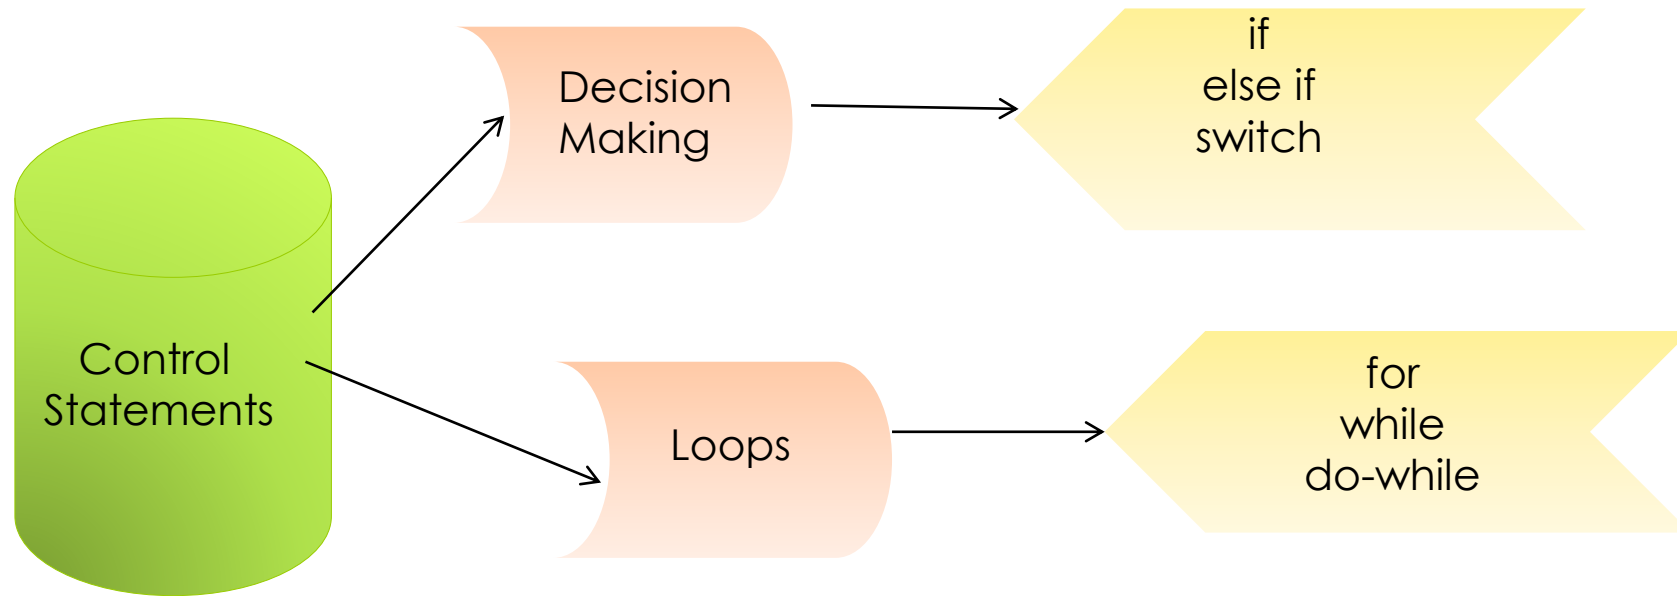 Control
Statements
Decision
Making
if
else if
switch
Loops
for
while
do-while